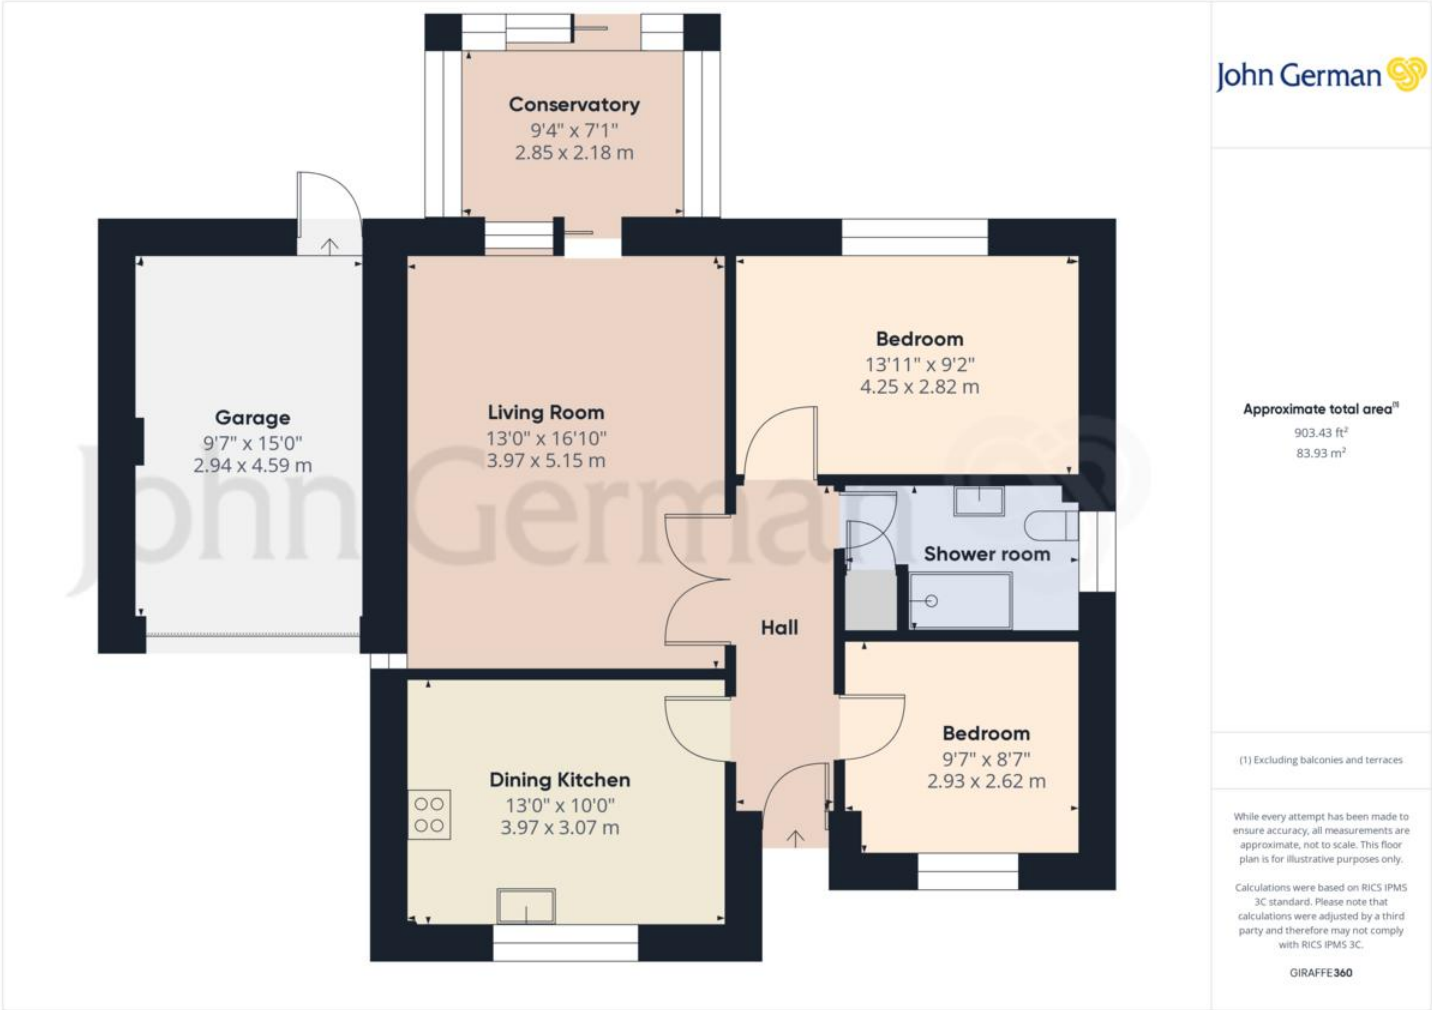 Conservatory
9'4" x 7'1"
2.85 x 2.18 m
Garage
9'7" x 15'0"
2.94 x 4.59 m
Living Room
13'0" x 16'10"
3.97 x 5.15 m
Bedroom
13'11" x 9'2"
4.25 x 2.82 m
Shower room
Hall
Dining Kitchen
13'0" x 10'0"
3.97 x 3.07 m
Bedroom
9'7" x 8'7"
2.93 x 2.62 m
John German
John German
Approximate total area(1)
903.43 ft²
83.93 m²
(1) Excluding balconies and terraces
While every attempt has been made to
ensure accuracy, all measurements are
approximate, not to scale. This floor
plan is for illustrative purposes only.
Calculations were based on RICS IPMS
3C standard. Please note that
calculations were adjusted by a third
party and therefore may not comply
with RICS IPMS 3C.
GIRAFFE360